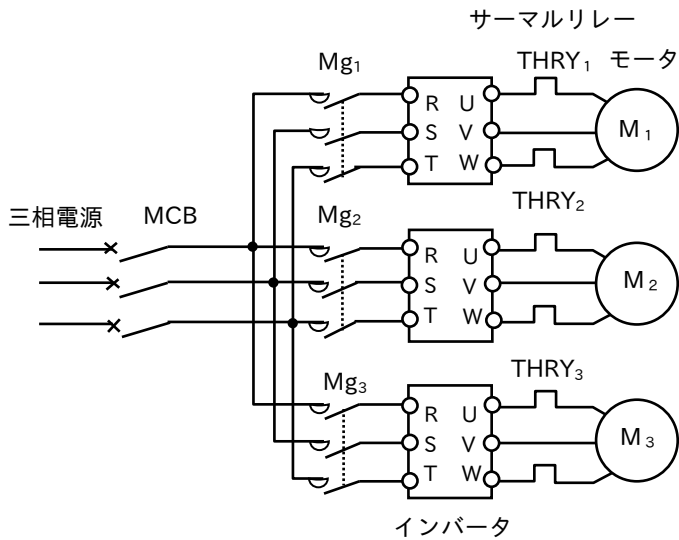 サーマルリレー
Mg₁
THRY₁ モータ
R U
S V
T W
M₁
三相電源
MCB
Mg₂
THRY₂
R U
S V
T W
M₂
Mg₃
THRY₃
R U
S V
T W
M₃
インバータ